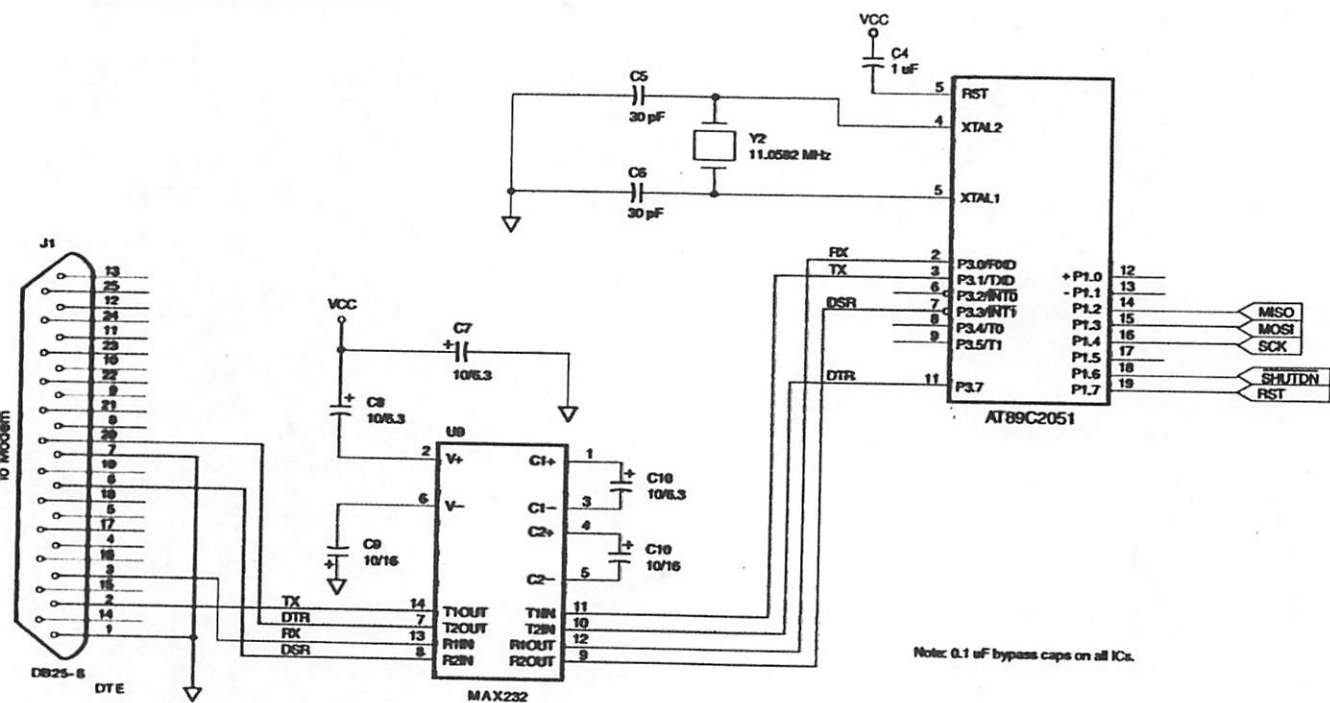 VCC
C4
1 uF
5 RST
C5
30 pF
4 XTAL2
Y2
11.0592 MHz
C6
30 pF
5 XTAL1
J1
13
25
12
24
11
23
10
22
9
21
8
20
7
19
6
18
5
17
4
16
3
15
2
14
1
To Modem
DB25-S
DTE
VCC
C7
10/6.3
C8
10/6.3
C9
10/16
U9
2 V+
6 V−
C1+ 1
C1− 3
C2+ 4
C2− 5
C10
10/6.3
C10
10/16
TX 14 T1OUT
DTR 7 T2OUT
RX 13 R1IN
DSR 8 R2IN
T1IN 11
T2IN 10
R1OUT 12
R2OUT 9
MAX232
RX 2 P3.0/RXD
TX 3 P3.1/TXD
6 P3.2/INT0
DSR 7 P3.3/INT1
8 P3.4/T0
9 P3.5/T1
DTR 11 P3.7
+ P1.0 12
- P1.1 13
P1.2 14 MISO
P1.3 15 MOSI
P1.4 16 SCK
P1.5 17
P1.6 18 SHUTDN
P1.7 19 RST
AT89C2051
Note: 0.1 uF bypass caps on all ICs.